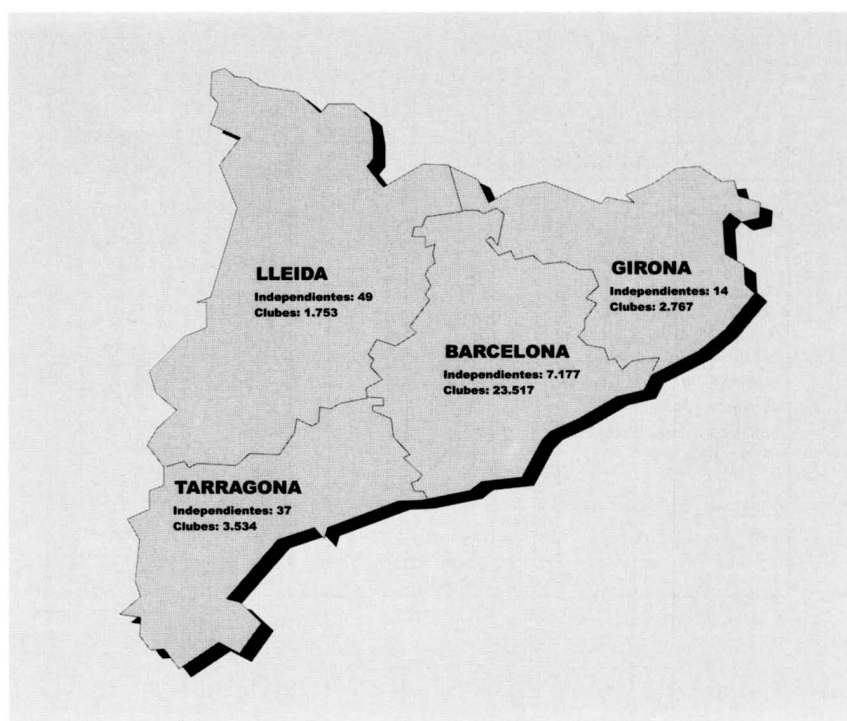 LLEIDA
Independientes: 49
Clubes: 1.753
GIRONA
Independientes: 14
Clubes: 2.767
BARCELONA
Independientes: 7.177
Clubes: 23.517
TARRAGONA
Independientes: 37
Clubes: 3.534